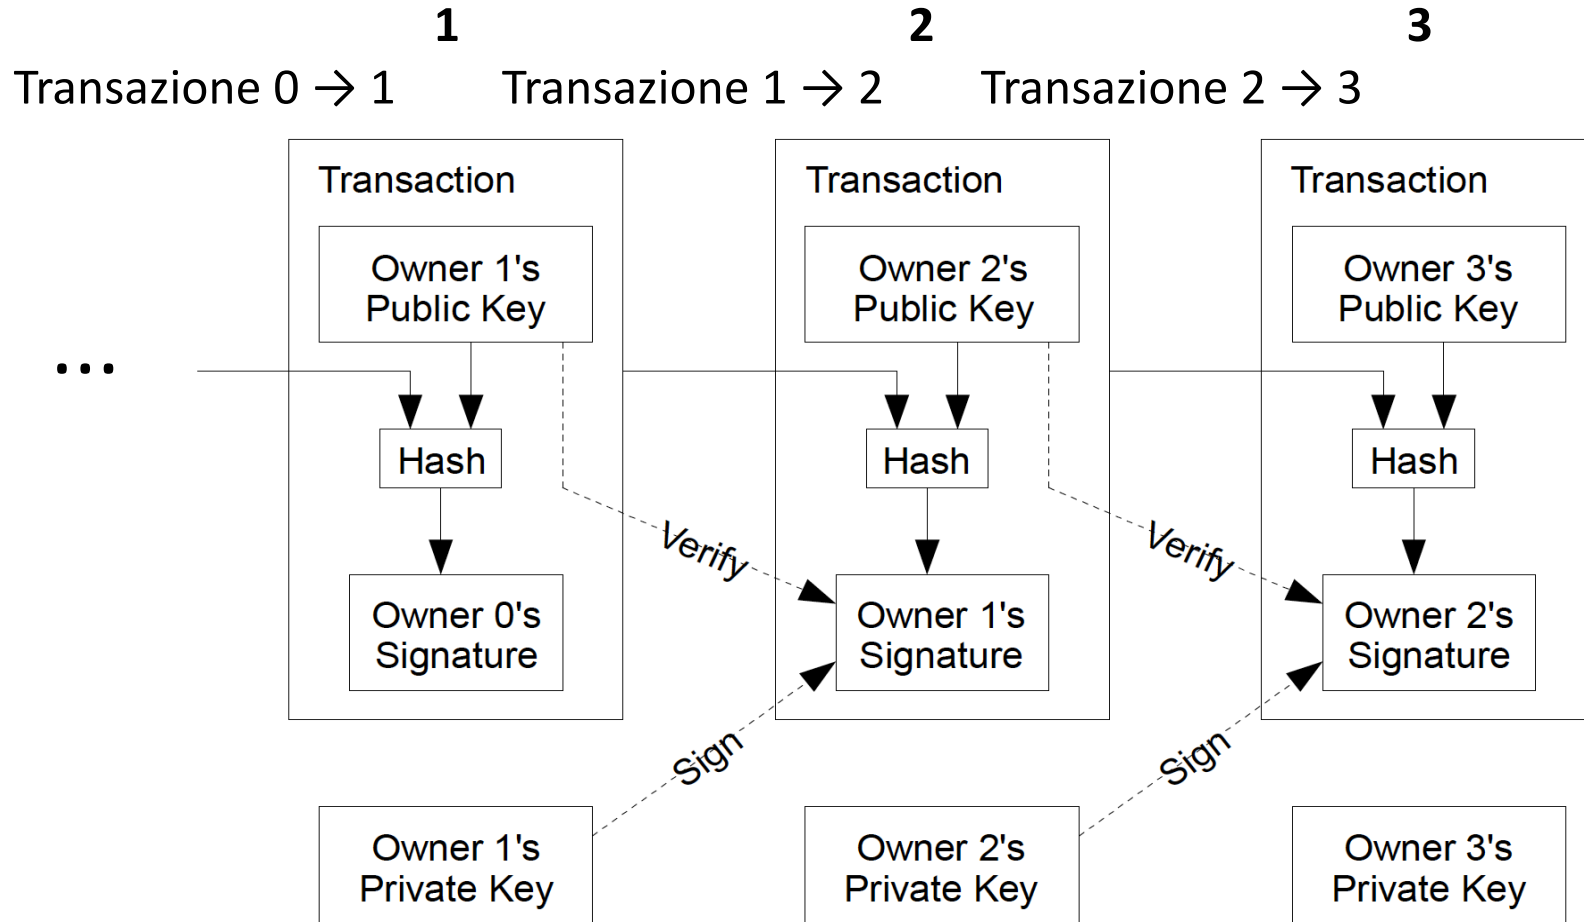 1 2 3
Transazione 0 → 1 Transazione 1 → 2 Transazione 2 → 3
Transaction Transaction Transaction
Owner 1's Owner 2's Owner 3's
Public Key Public Key Public Key
...
Hash Hash Hash
Verify Verify
Owner 0's Owner 1's Owner 2's
Signature Signature Signature
Sign Sign
Owner 1's Owner 2's Owner 3's
Private Key Private Key Private Key